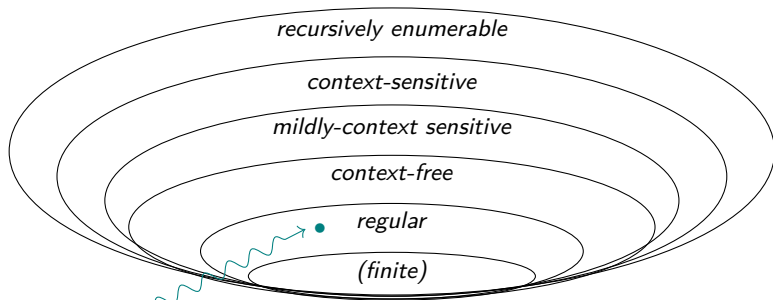 recursively enumerable
context-sensitive
mildly-context sensitive
context-free
regular
(finite)